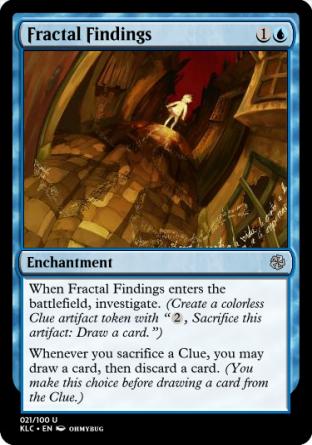 Fractal Findings 1
Enchantment
When Fractal Findings enters the
battlefield, investigate. (Create a colorless
Clue artifact token with “2, Sacrifice this
artifact: Draw a card.”)
Whenever you sacrifice a Clue, you may
draw a card, then discard a card. (You
make this choice before drawing a card from
the Clue.)
021/100 U
KLC • EN OHMYBUG